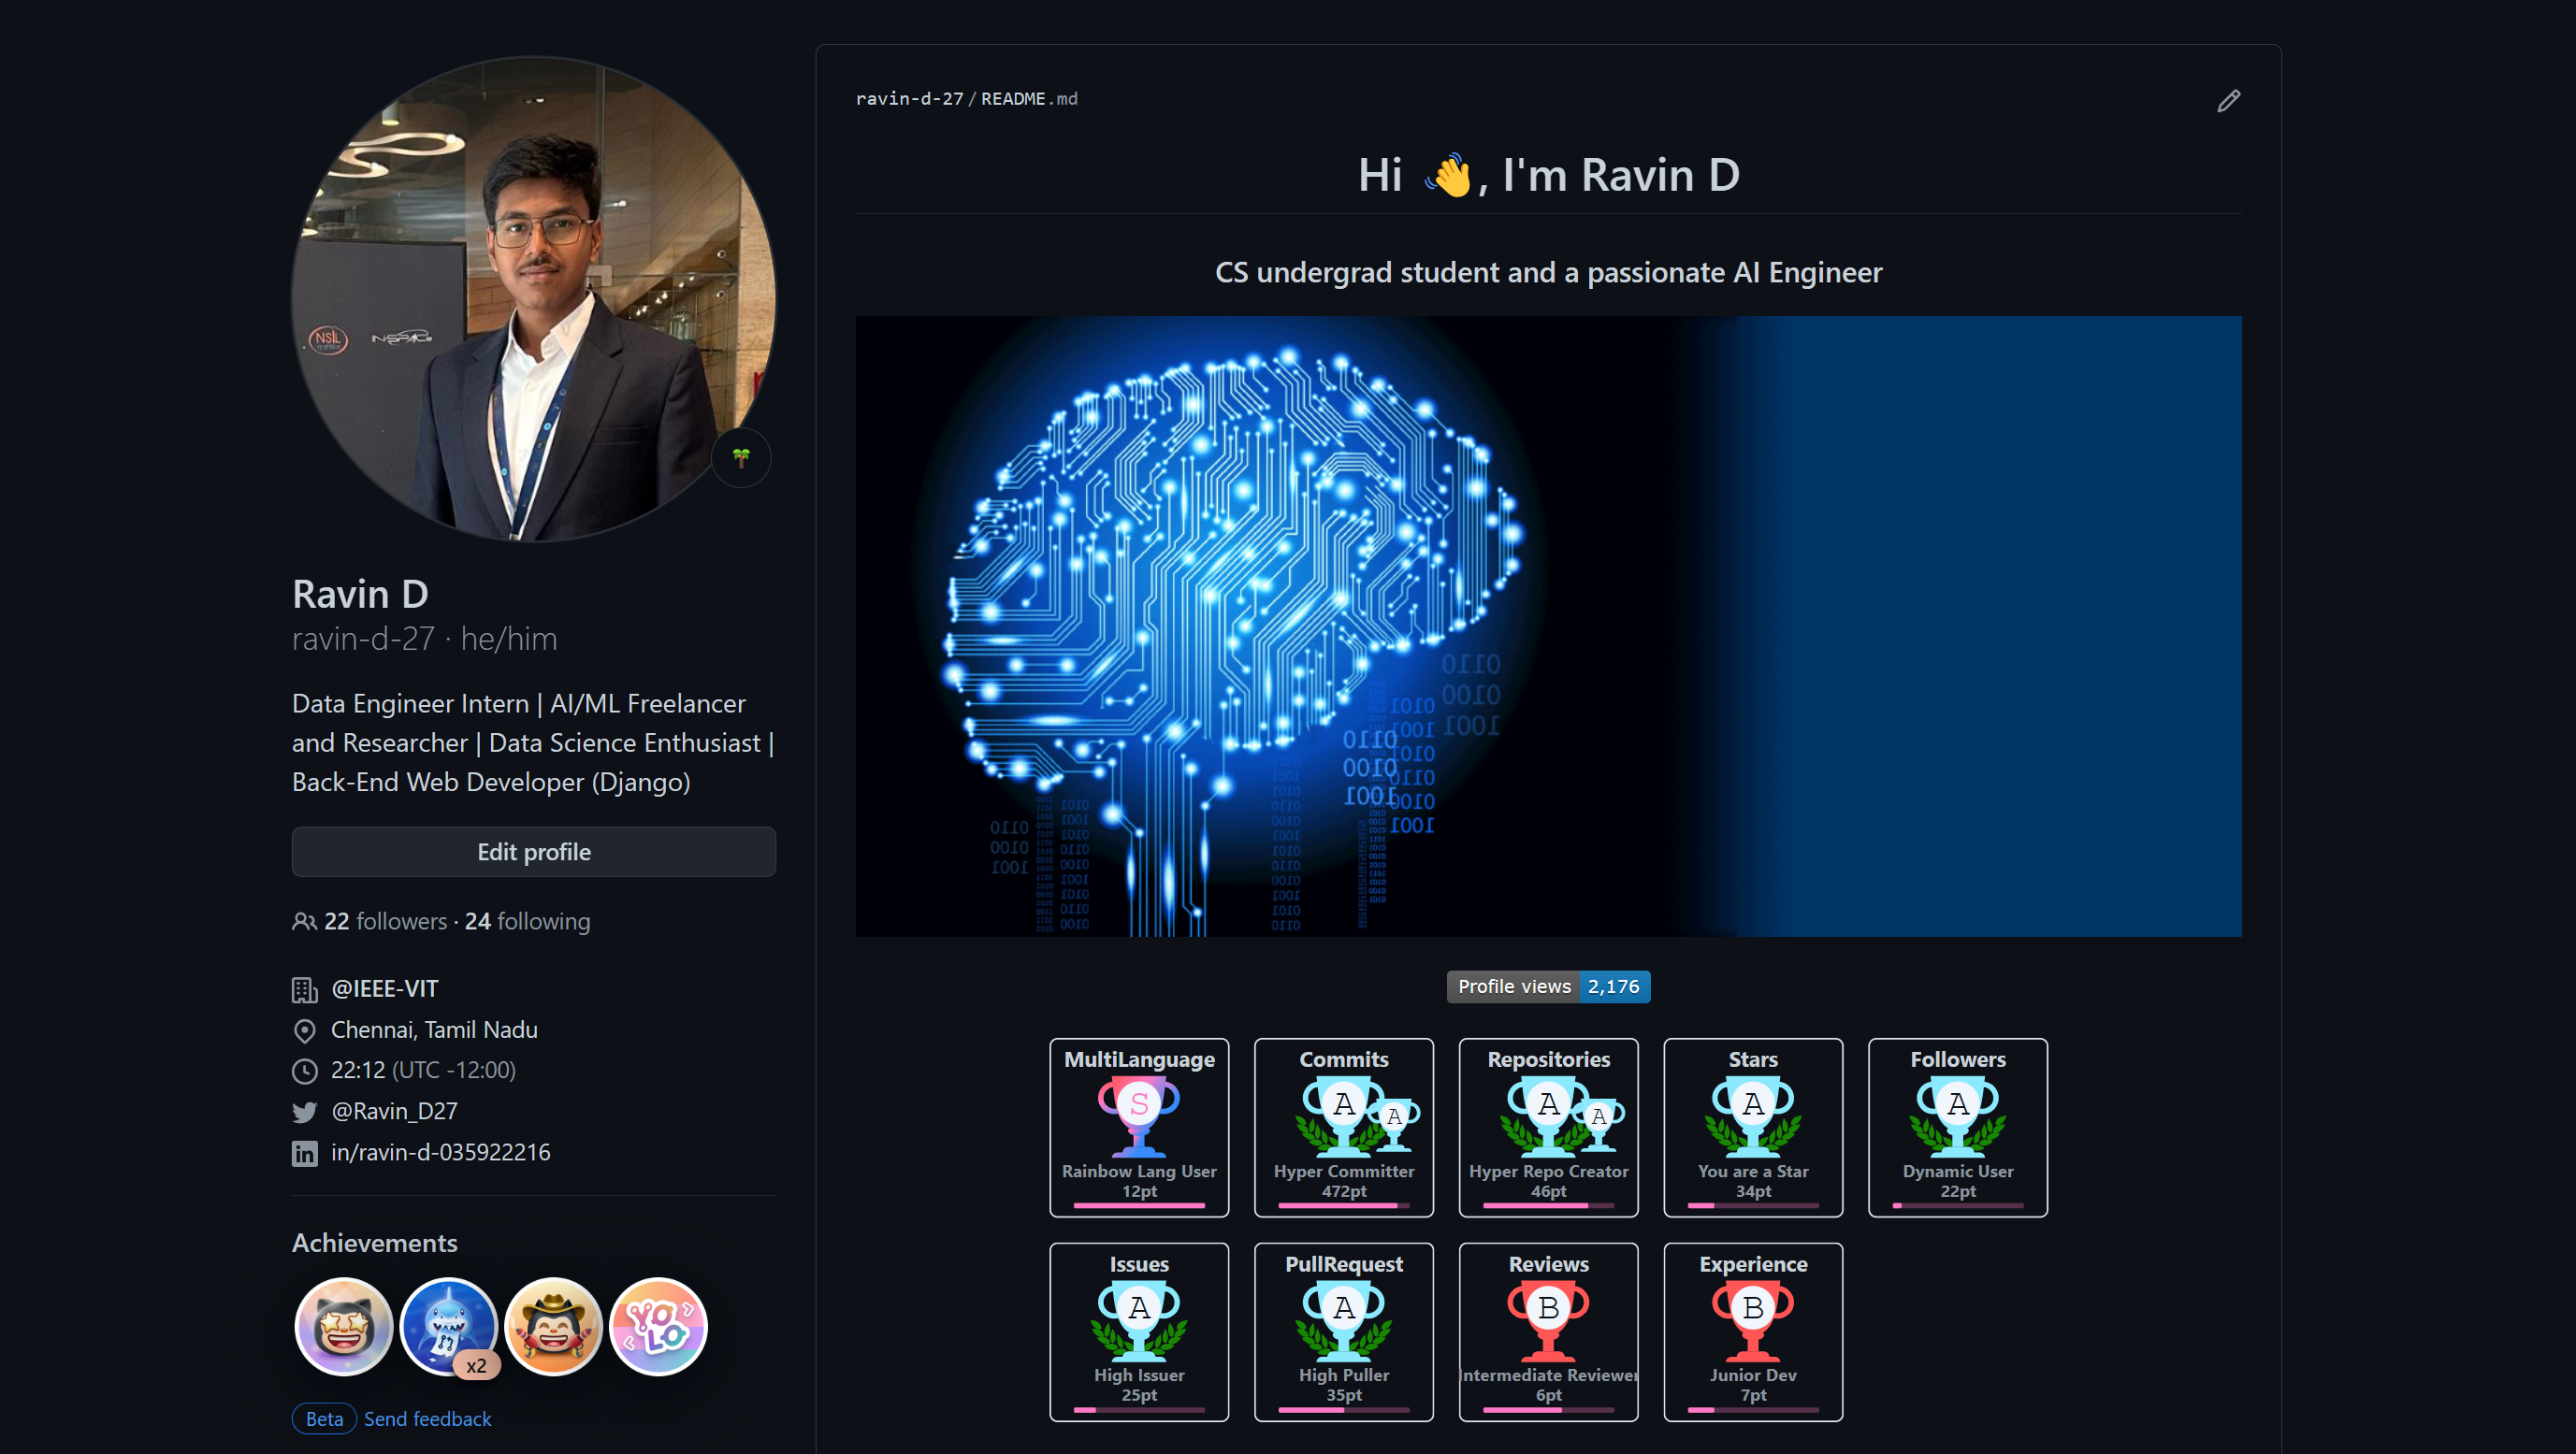 NSIL
ravin-d-27/README.md
Hi 👋, I'm Ravin D
CS undergrad student and a passionate AI Engineer
Ravin D
ravin-d-27 · he/him
Data Engineer Intern | AI/ML Freelancer
and Researcher | Data Science Enthusiast |
Back-End Web Developer (Django)
Edit profile
22 followers · 24 following
@IEEE-VIT
Chennai, Tamil Nadu
22:12 (UTC -12:00)
@Ravin_D27
in/ravin-d-035922216
Achievements
x2
YOLO
Beta Send feedback
Profile views 2,176
MultiLanguage
S
Rainbow Lang User
12pt
Commits
A
A
Hyper Committer
472pt
Repositories
A
A
Hyper Repo Creator
46pt
Stars
A
You are a Star
34pt
Followers
A
Dynamic User
22pt
Issues
A
High Issuer
25pt
PullRequest
A
High Puller
35pt
Reviews
B
Intermediate Reviewer
6pt
Experience
B
Junior Dev
7pt